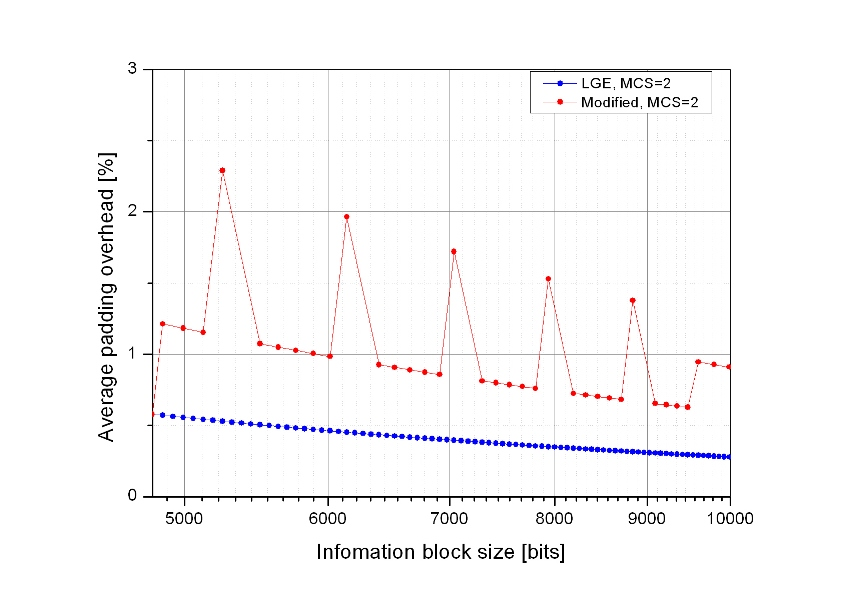 3
LGE, MCS=2
Modified, MCS=2
2
1
0
Average padding overhead [%]
5000 6000 7000 8000 9000 10000
Infomation block size [bits]